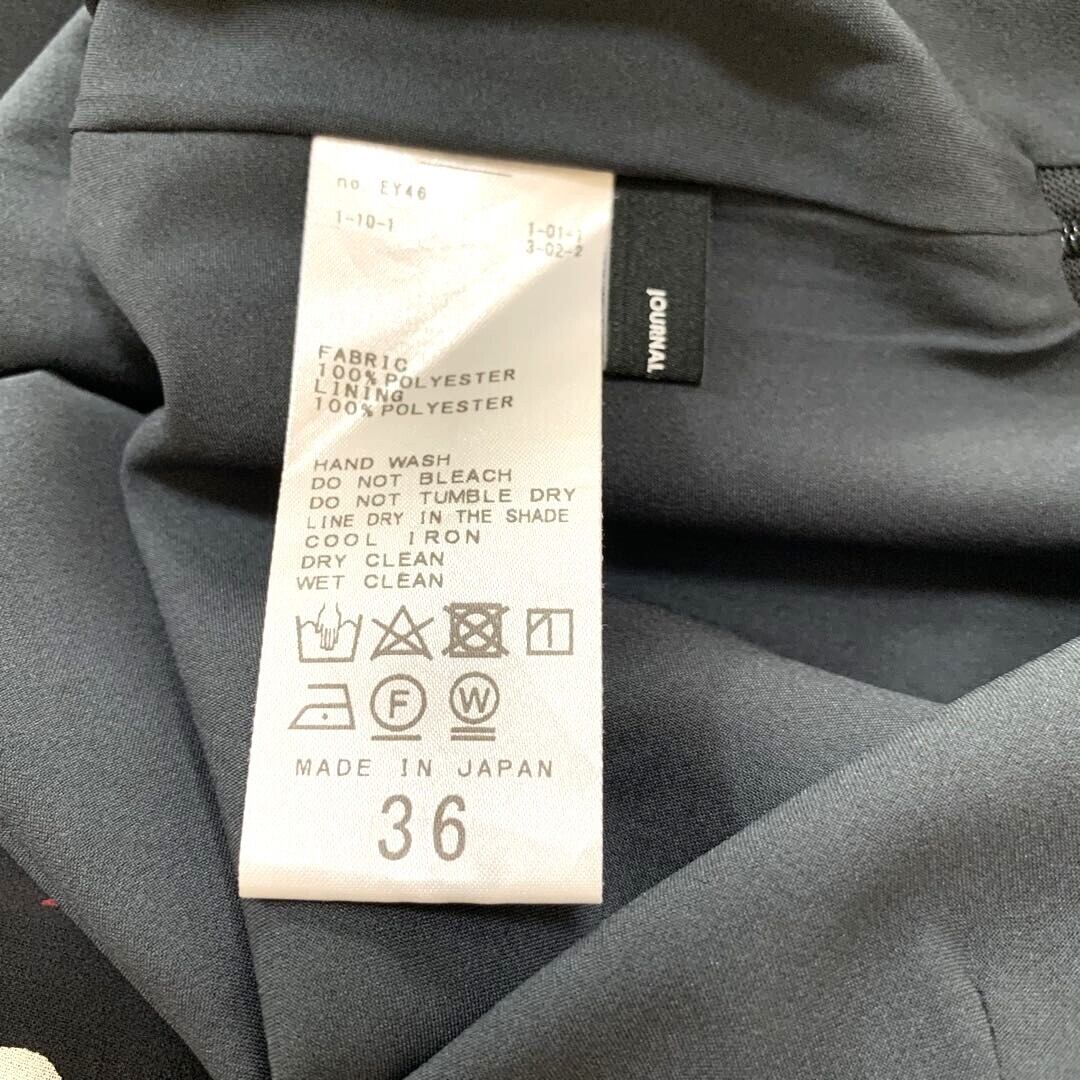 no. EY46
1-10-1
1-01-1
3-02-2
FABRIC
100% POLYESTER
LINING
100% POLYESTER
HAND WASH
DO NOT BLEACH
DO NOT TUMBLE DRY
LINE DRY IN THE SHADE
COOL IRON
DRY CLEAN
WET CLEAN
F W
MADE IN JAPAN
36
JOURNAL